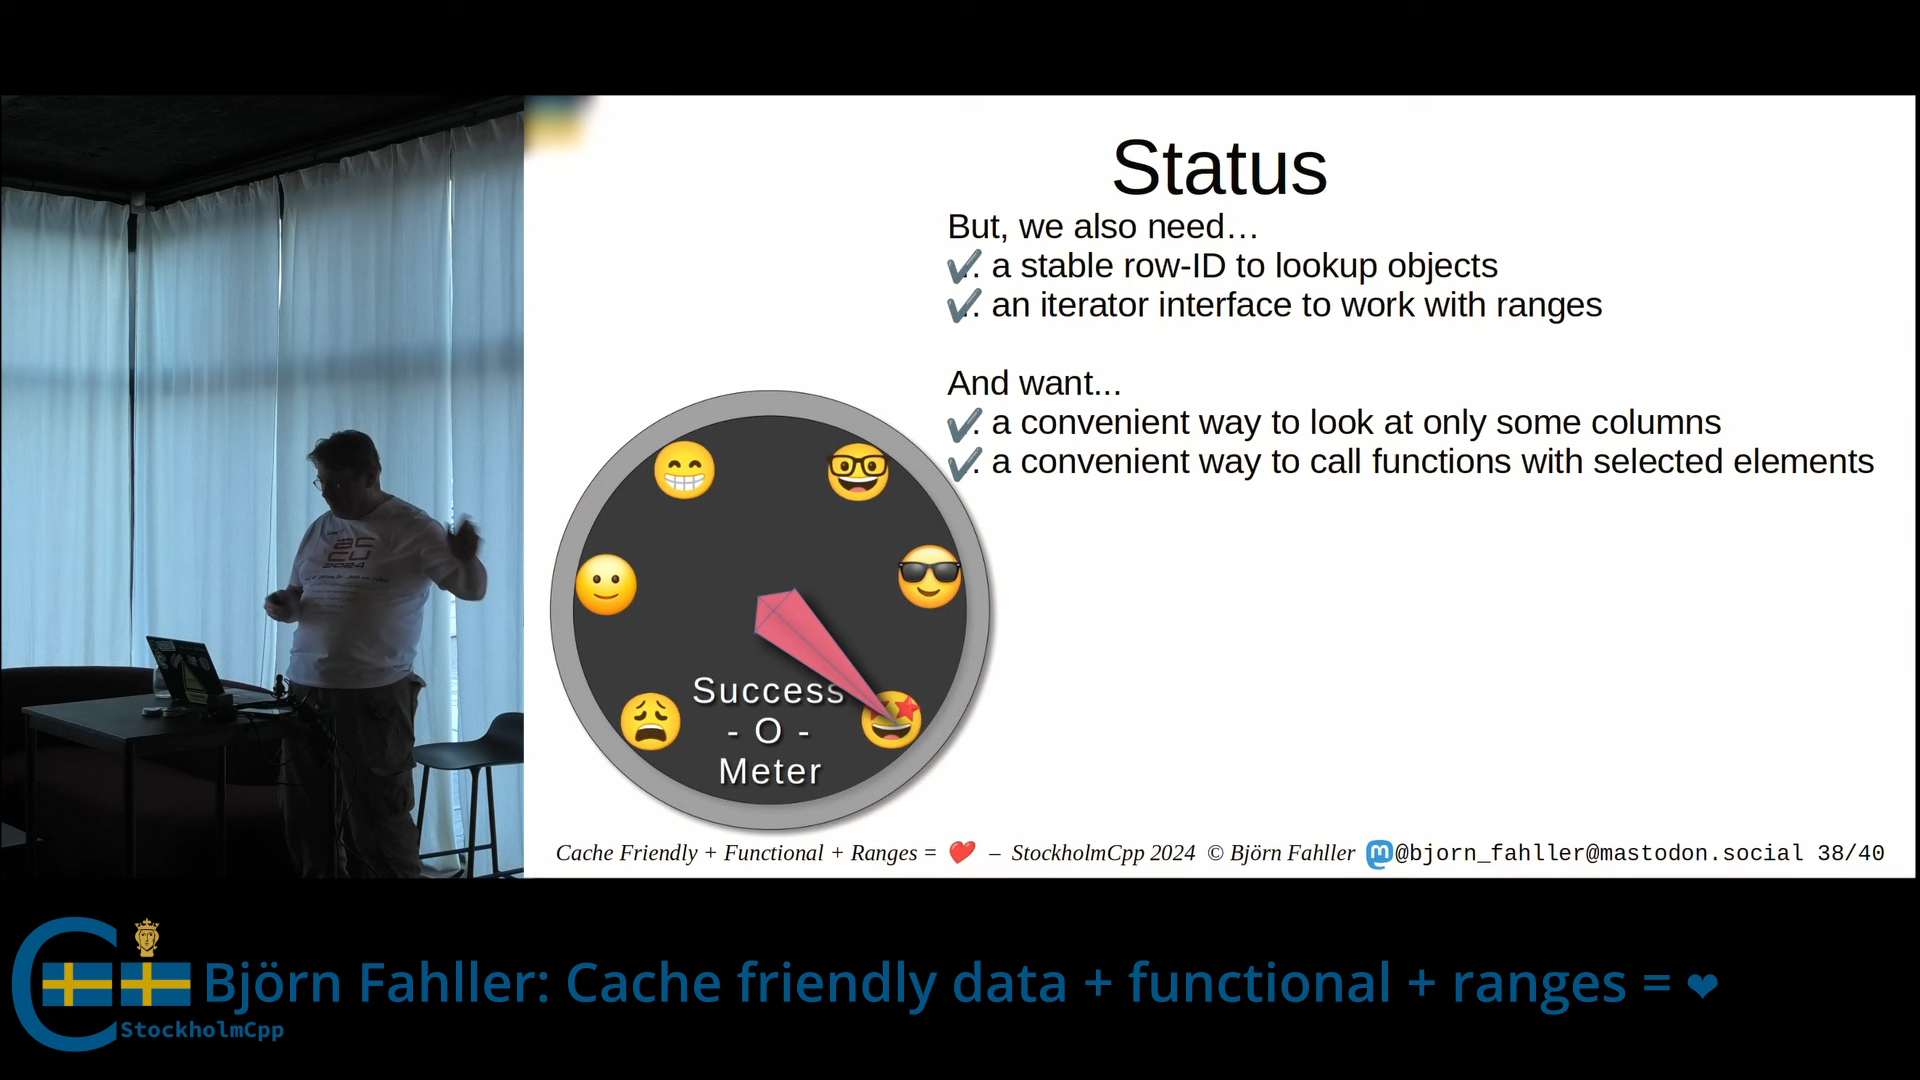 Status
But, we also need…
✔. a stable row-ID to lookup objects
✔. an iterator interface to work with ranges
And want...
✔. a convenient way to look at only some columns
✔. a convenient way to call functions with selected elements
Success
- O -
Meter
ac
cu
2024
Cache Friendly + Functional + Ranges = ❤️ – StockholmCpp 2024 © Björn Fahller @bjorn_fahller@mastodon.social 38/40
Björn Fahller: Cache friendly data + functional + ranges = ❤
StockholmCpp